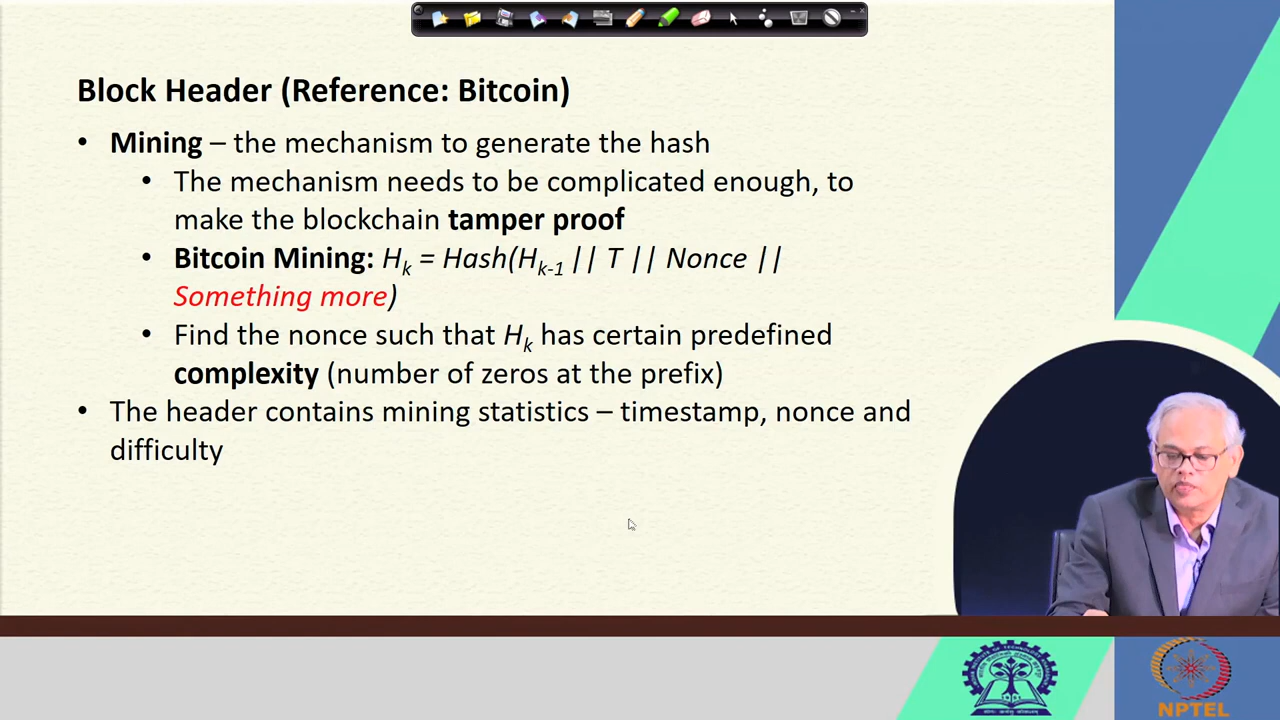 Block Header (Reference: Bitcoin)
• Mining – the mechanism to generate the hash
• The mechanism needs to be complicated enough, to
make the blockchain tamper proof
• Bitcoin Mining: Hk = Hash(Hk-1 || T || Nonce ||
Something more)
• Find the nonce such that Hk has certain predefined
complexity (number of zeros at the prefix)
• The header contains mining statistics – timestamp, nonce and
difficulty
NPTEL